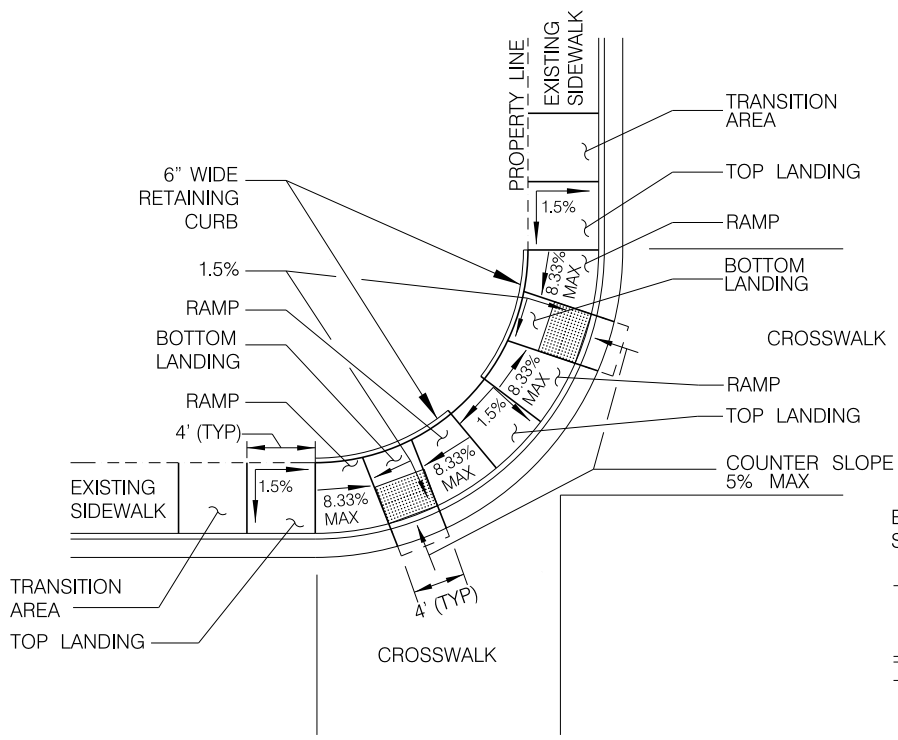 PROPERTY LINE
EXISTING
SIDEWALK
TRANSITION
AREA
6" WIDE
RETAINING
CURB
TOP LANDING
1.5%
RAMP
8.33%
MAX
1.5%
BOTTOM
LANDING
RAMP
BOTTOM
LANDING
CROSSWALK
8.33%
MAX
RAMP
RAMP
1.5%
TOP LANDING
4' (TYP)
8.33%
MAX
COUNTER SLOPE
5% MAX
EXISTING
SIDEWALK
1.5%
8.33%
MAX
E
S
TRANSITION
AREA
4' (TYP)
TOP LANDING
CROSSWALK